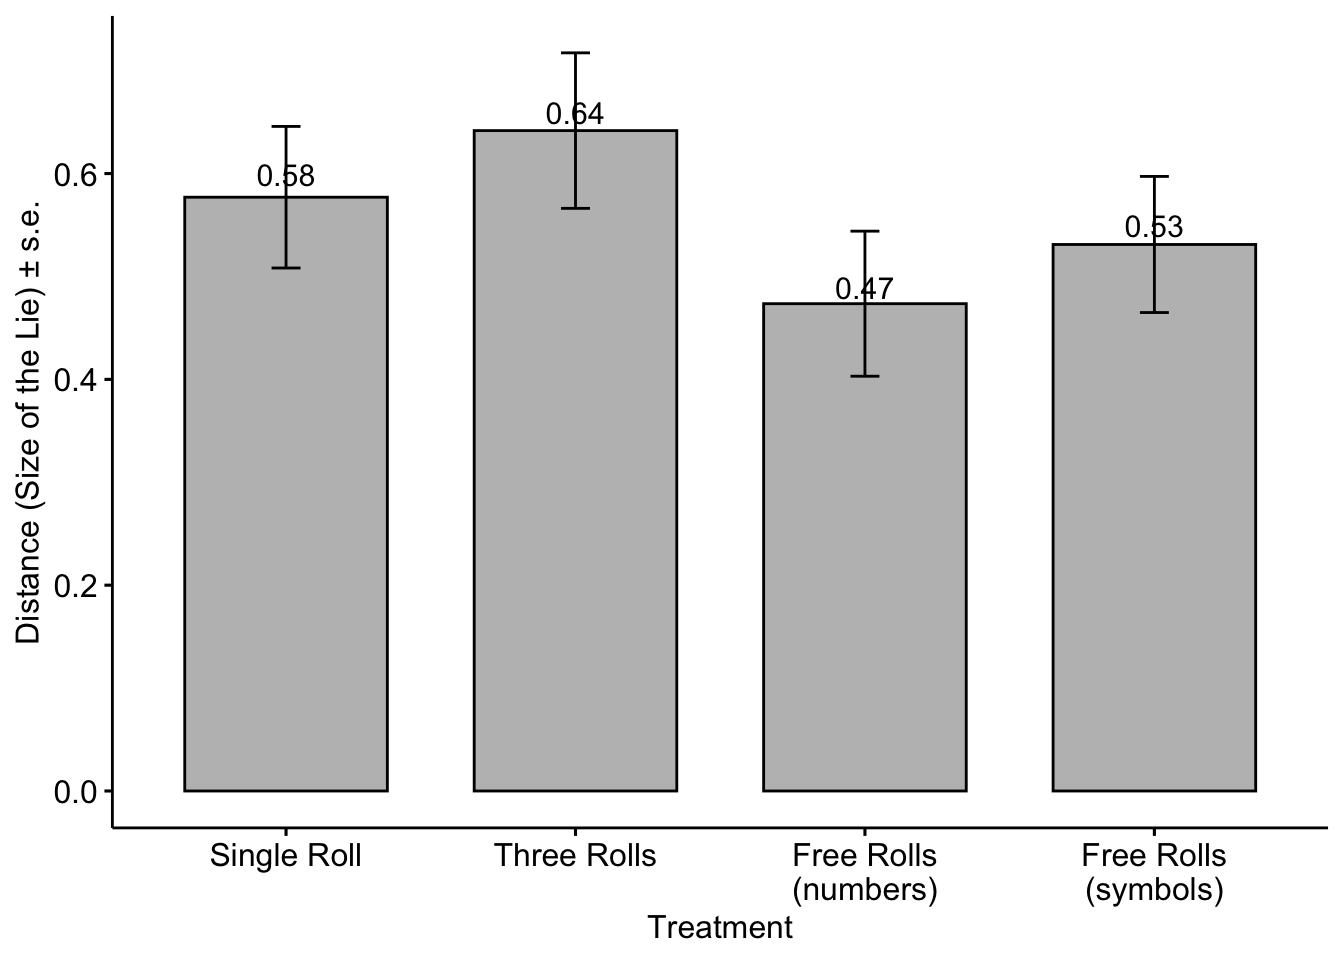 0.64
0.58
0.53
0.47
0.6
0.4
0.2
0.0
Distance (Size of the Lie) ± s.e.
Single Roll
Three Rolls
Free Rolls
(numbers)
Free Rolls
(symbols)
Treatment